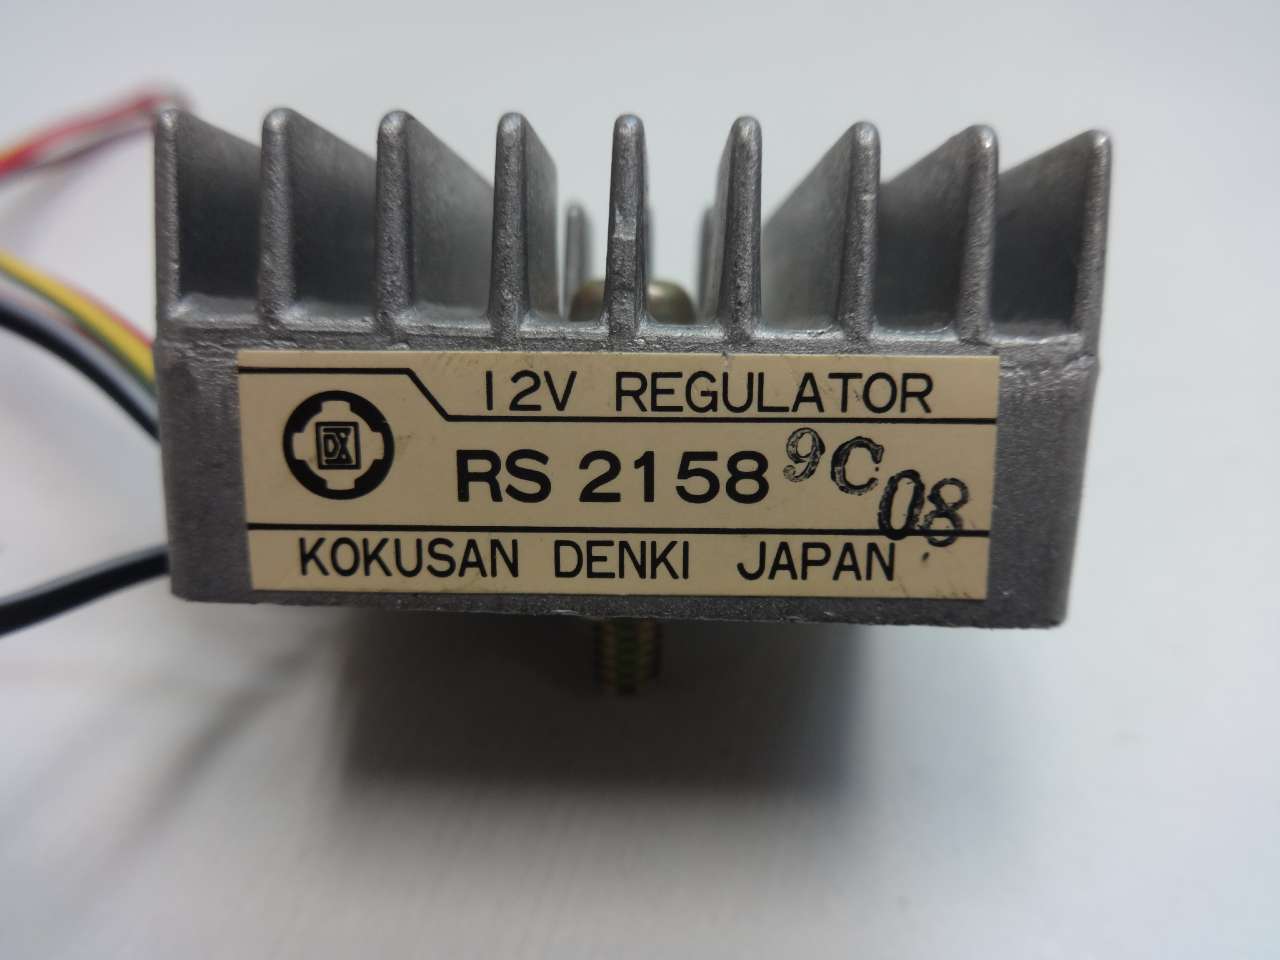 12V REGULATOR
RS 2158 9C 08
KOKUSAN DENKI JAPAN